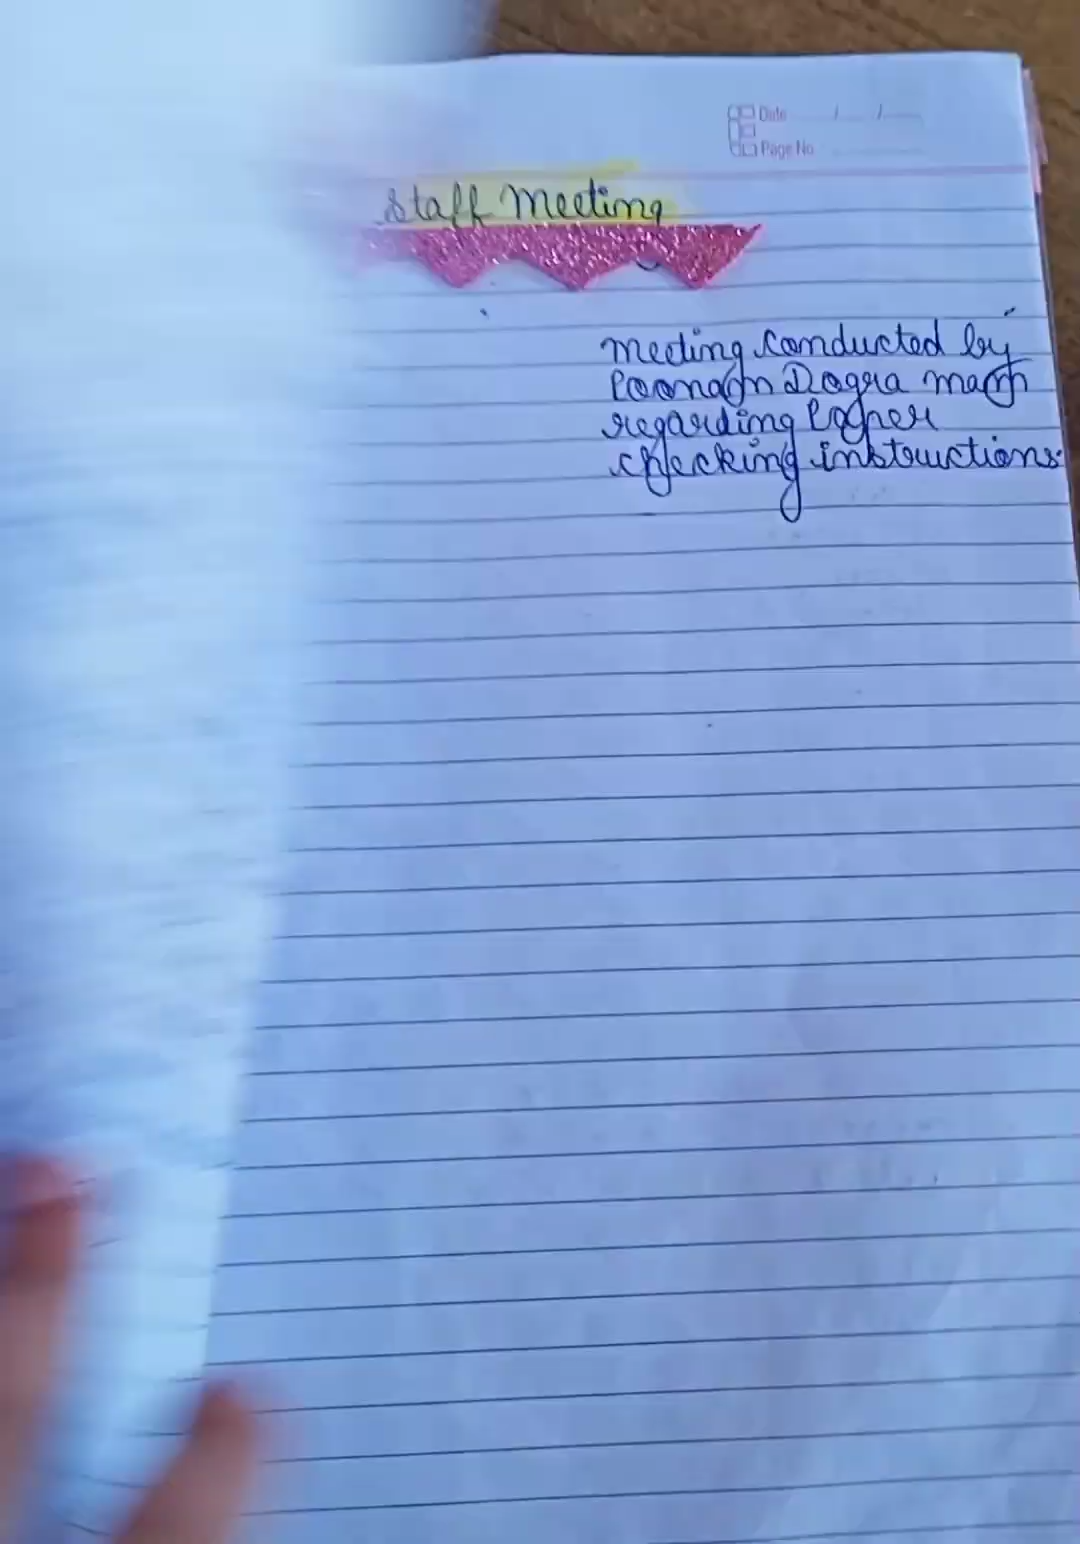 Date / /
Page No
Staff Meeting
Meeting conducted by
Poonam Dogra mam
regarding Paper
checking instructions.